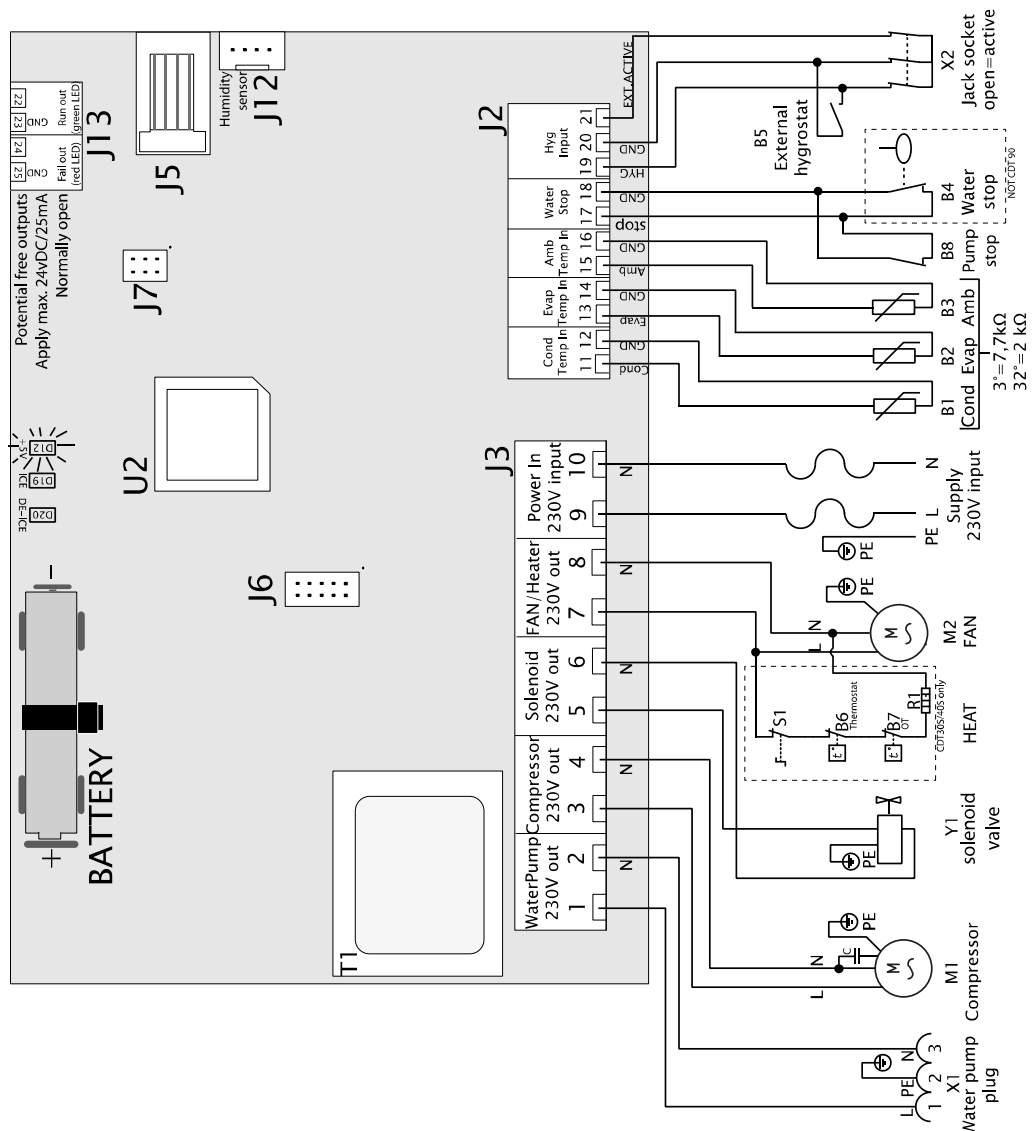 22
23
GND
Run out
(green LED)
24
25
GND
Fail out
(red LED)
J13
Potential free outputs
Apply max. 24vDC/25mA
Normally open
J5
Humidity
sensor
J12
J7
+5V
D12
ICE
D19
DE-ICE
D20
U2
J6
BATTERY
+
−
T1
J2
Hyg
Input
21
20
19
EXT.ACTIVE
GND
HYG
Water
Stop
18
17
GND
stop
Amb
Temp In
16
15
GND
Amb
Evap
Temp In
14
13
GND
Evap
Cond
Temp In
12
11
GND
Cond
J3
Power In
230V input
10
9
N
FAN/Heater
230V out
8
7
N
Solenoid
230V out
6
5
N
Compressor
230V out
4
3
N
WaterPump
230V out
2
1
N
X2
Jack socket
open=active
B5
External
hygrostat
B4
Water
stop
NOT CDT 90
B8
Pump
stop
B3
Amb
B2
Evap
B1
Cond
3°=7,7kΩ
32°=2 kΩ
N
L
PE
Supply
230V input
PE
PE
N
L
M
M2
FAN
S1
B6
Thermostat
t°
B7
OT
t°
R1
CDT30S/40S only
HEAT
PE
Y1
solenoid
valve
PE
C
N
L
M
M1
Compressor
N
PE
L
3
2
1
X1
Water pump
plug